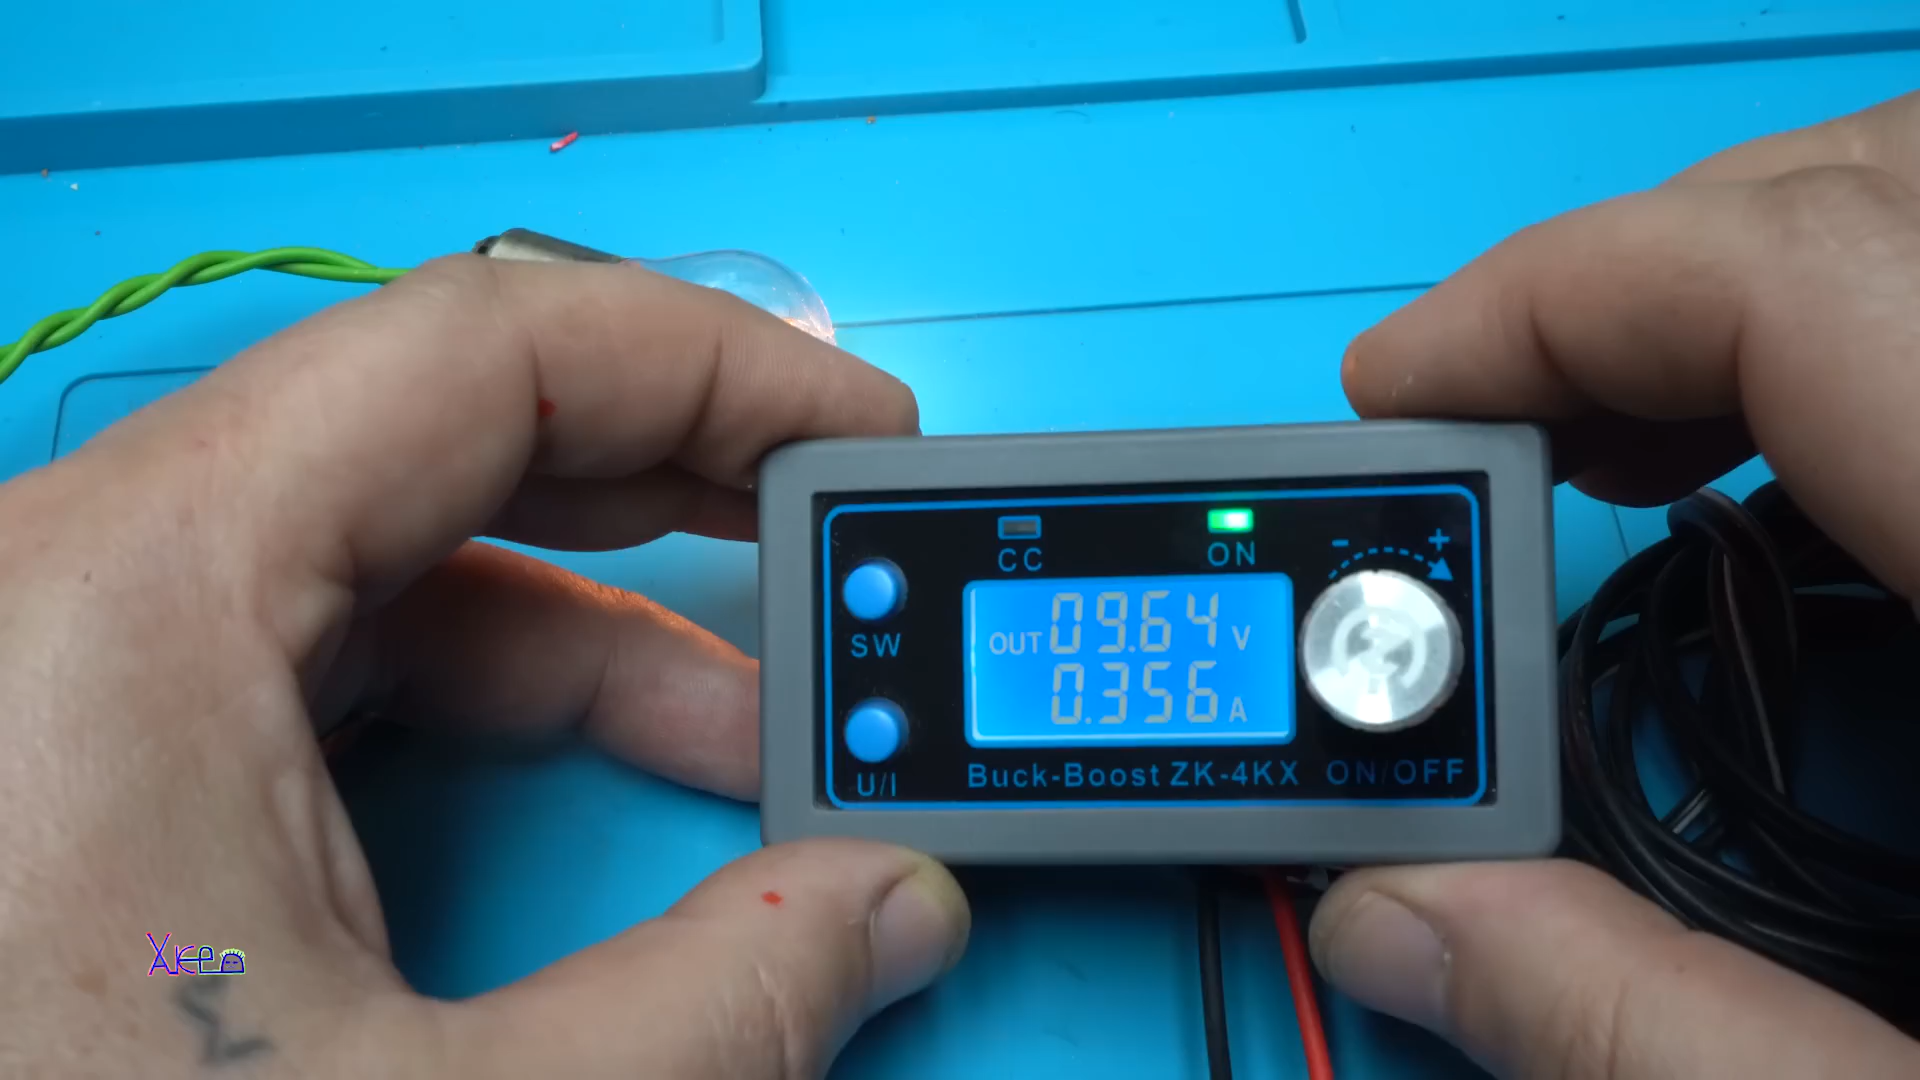 CC
ON
- +
SW
OUT 09.64 V
0.356 A
U/I
Buck-Boost ZK-4KX
ON/OFF